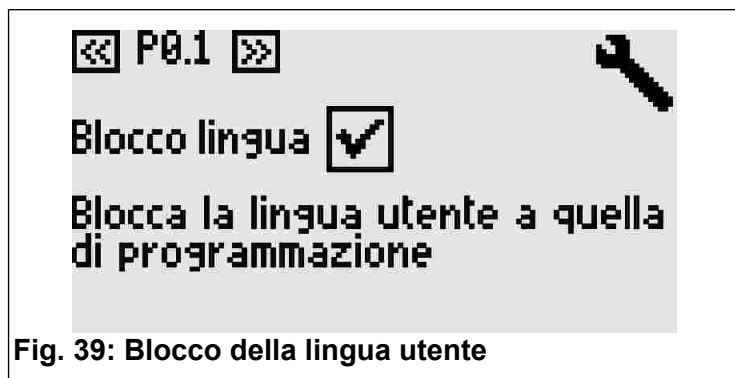 << P0.1 >>
Blocco lingua
Blocca la lingua utente a quella
di programmazione
Fig. 39: Blocco della lingua utente